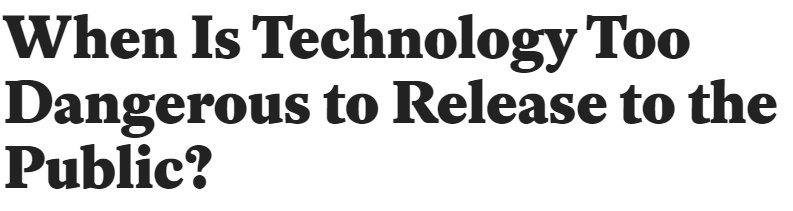 When Is Technology Too
Dangerous to Release to the
Public?